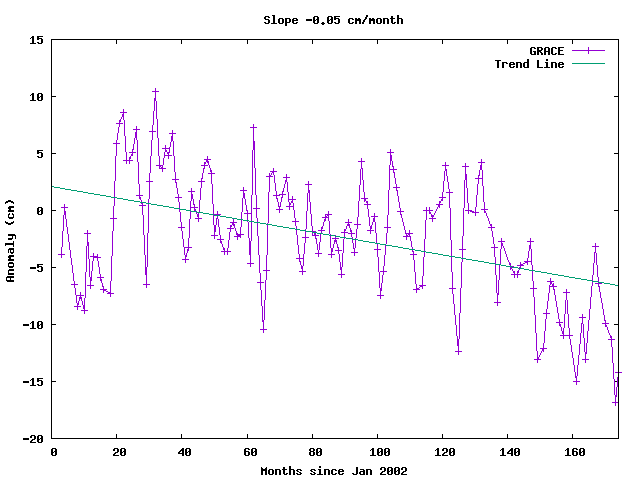 Slope -0.05 cm/month
GRACE
Trend Line
15
10
5
0
-5
-10
-15
-20
Anomaly (cm)
0 20 40 60 80 100 120 140 160
Months since Jan 2002